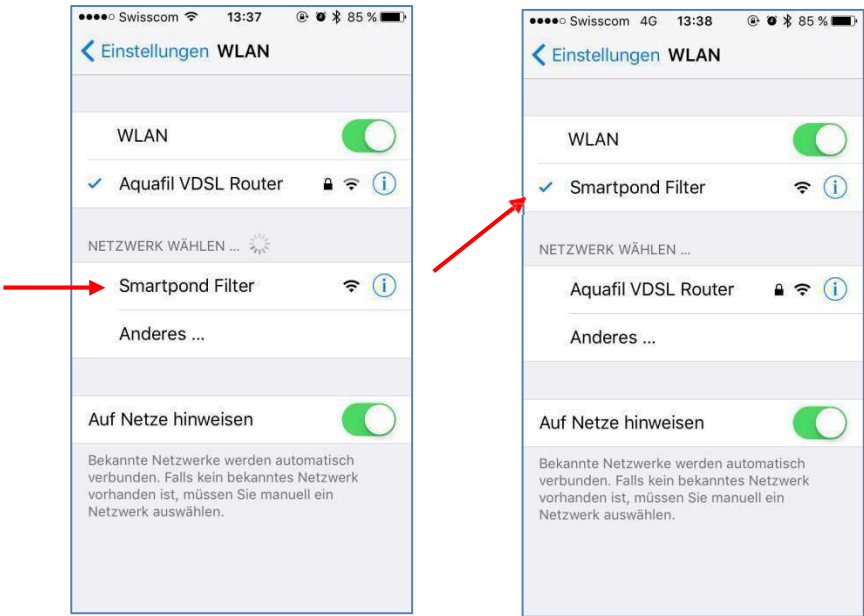 Swisscom 13:37 85 %
Einstellungen WLAN
WLAN
Aquafil VDSL Router
NETZWERK WÄHLEN ...
Smartpond Filter
Anderes ...
Auf Netze hinweisen
Bekannte Netzwerke werden automatisch
verbunden. Falls kein bekanntes Netzwerk
vorhanden ist, müssen Sie manuell ein
Netzwerk auswählen.
Swisscom 4G 13:38 85 %
Einstellungen WLAN
WLAN
Smartpond Filter
NETZWERK WÄHLEN ...
Aquafil VDSL Router
Anderes ...
Auf Netze hinweisen
Bekannte Netzwerke werden automatisch
verbunden. Falls kein bekanntes Netzwerk
vorhanden ist, müssen Sie manuell ein
Netzwerk auswählen.